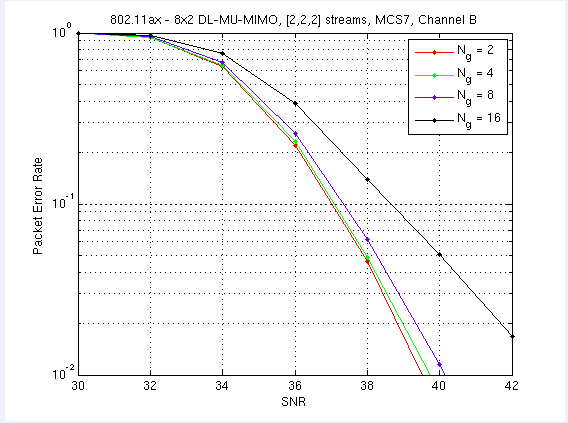 802.11ax - 8x2 DL-MU-MIMO, [2,2,2] streams, MCS7, Channel B
10^0
10^-1
10^-2
Packet Error Rate
N_g = 2
N_g = 4
N_g = 8
N_g = 16
30 32 34 36 38 40 42
SNR